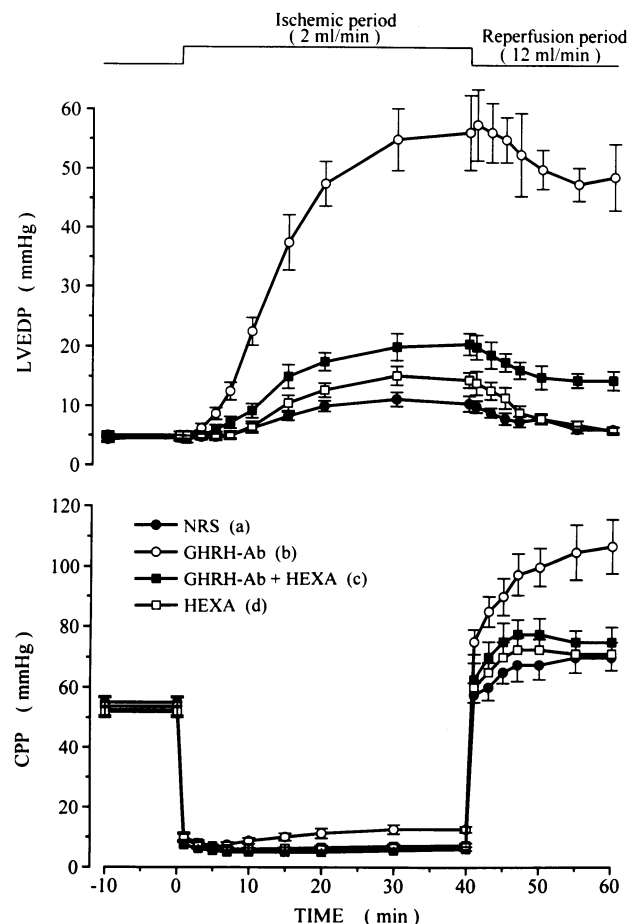 Ischemic period
( 2 ml/min )
Reperfusion period
( 12 ml/min )
60
50
40
30
20
10
0
LVEDP ( mmHg )
120
100
80
60
40
20
0
CPP ( mmHg )
NRS (a)
GHRH-Ab (b)
GHRH-Ab + HEXA (c)
HEXA (d)
-10 0 10 20 30 40 50 60
TIME ( min )